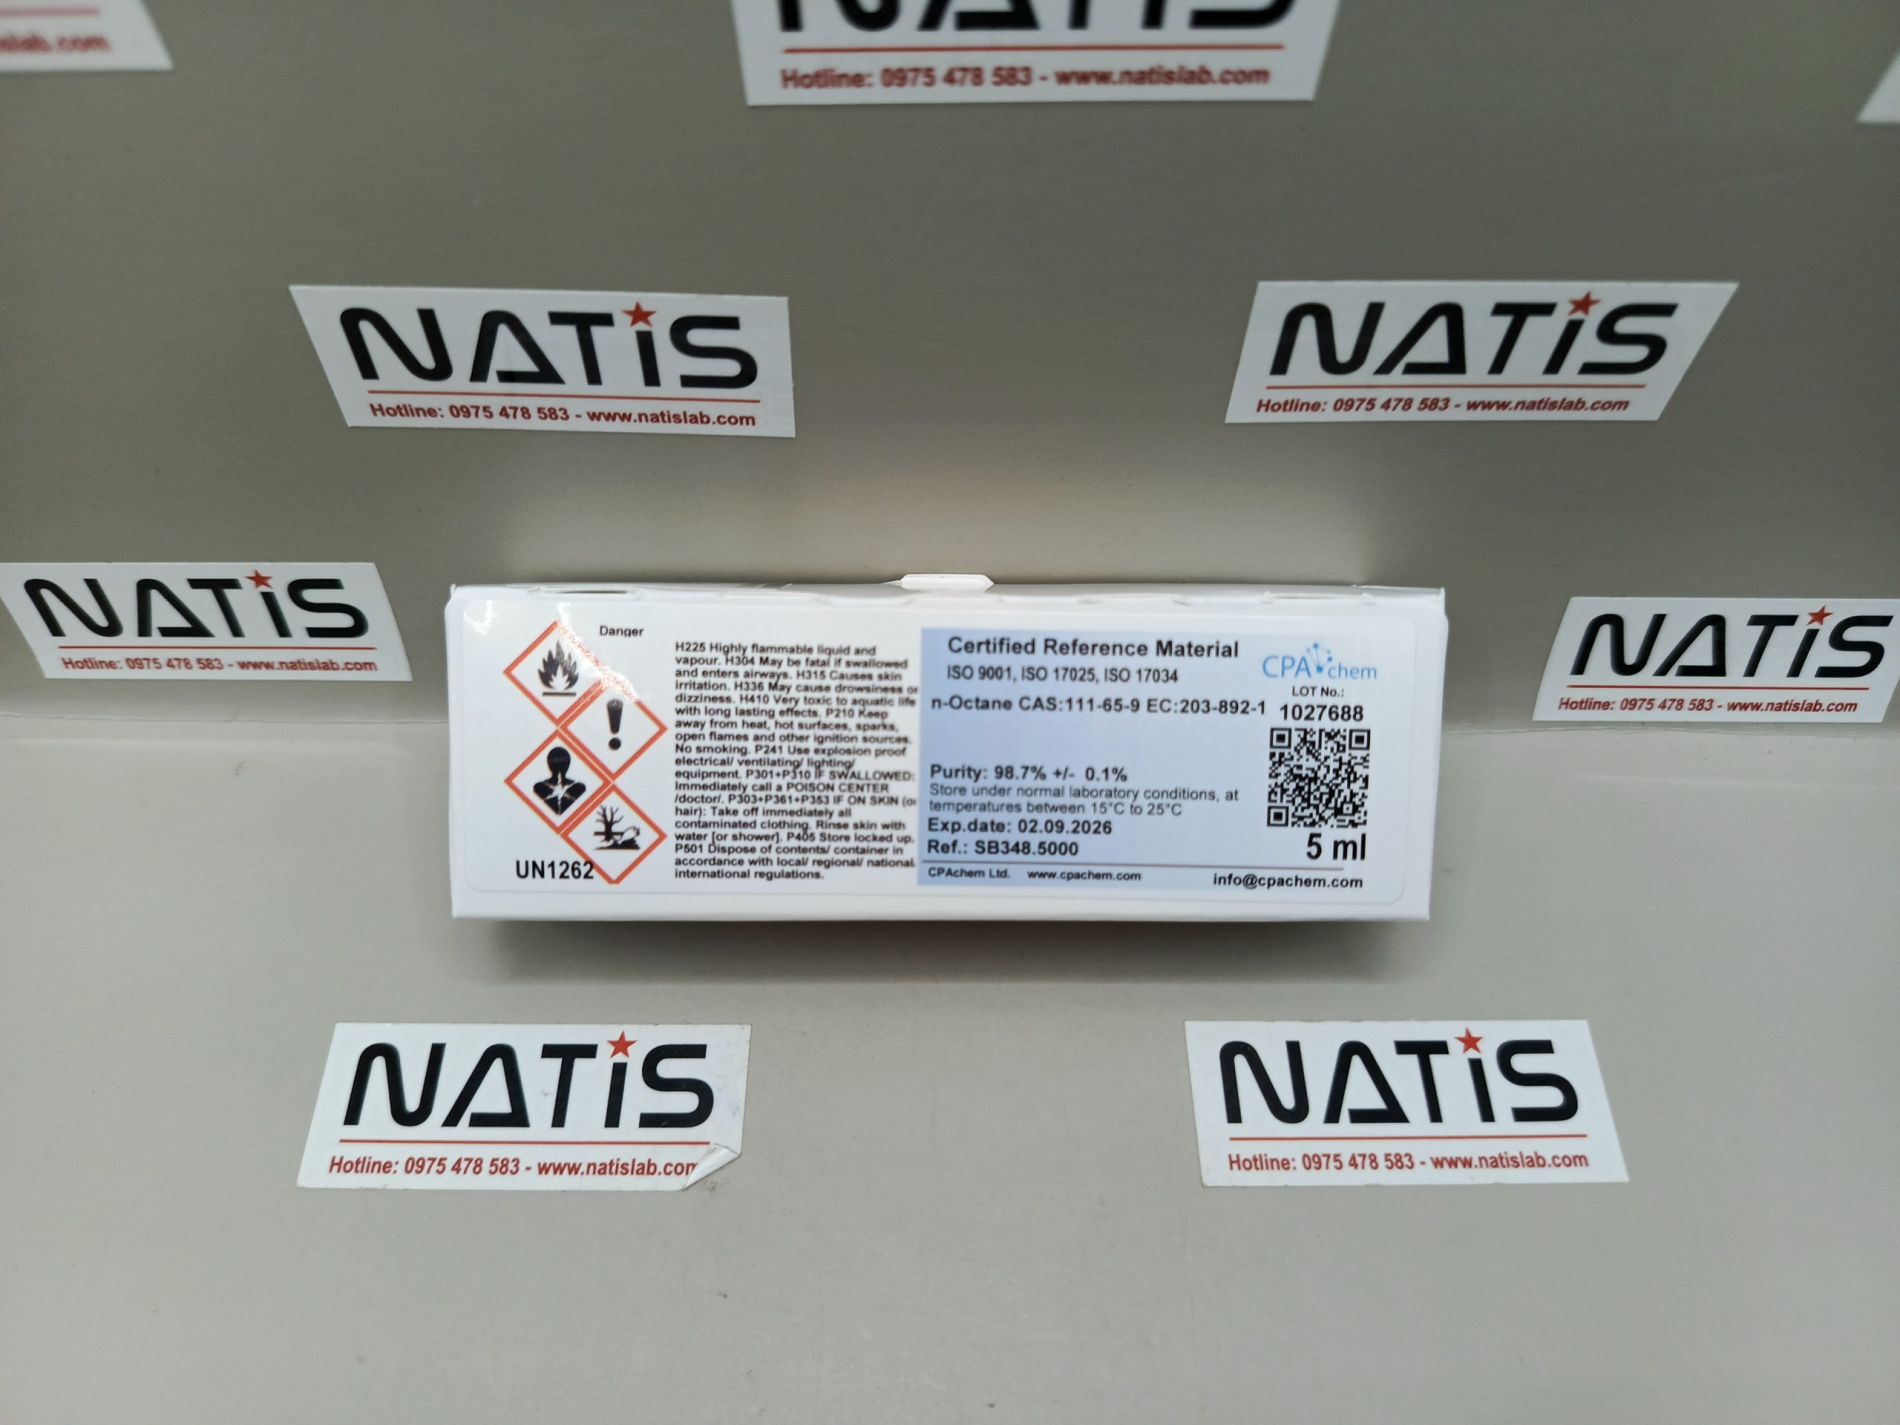 slab.com
NATIS
Hotline: 0975 478 583 - www.natislab.com
NATIS
Hotline: 0975 478 583 - www.natislab.com
NATIS
Hotline: 0975 478 583 - www.natislab.com
NATIS
Hotline: 0975 478 583 - www.natislab.com
NATIS
Hotline: 0975 478 583 - www.natislab.com
Danger
H225 Highly flammable liquid and
vapour. H304 May be fatal if swallowed
and enters airways. H315 Causes skin
irritation. H336 May cause drowsiness or
dizziness. H410 Very toxic to aquatic life
with long lasting effects. P210 Keep
away from heat, hot surfaces, sparks,
open flames and other ignition sources.
No smoking. P241 Use explosion proof
electrical/ ventilating/ lighting/
equipment. P301+P310 IF SWALLOWED:
Immediately call a POISON CENTER
/doctor/. P303+P361+P353 IF ON SKIN (or
hair): Take off immediately all
contaminated clothing. Rinse skin with
water [or shower]. P405 Store locked up.
P501 Dispose of contents/ container in
accordance with local/ regional/ national
international regulations.
UN1262
Certified Reference Material
ISO 9001, ISO 17025, ISO 17034
n-Octane CAS:111-65-9 EC:203-892-1
Purity: 98.7% +/- 0.1%
Store under normal laboratory conditions, at
temperatures between 15°C to 25°C
Exp.date: 02.09.2026
Ref.: SB348.5000
CPAchem Ltd. www.cpachem.com
CPAchem
LOT No.:
1027688
5 ml
info@cpachem.com
NATIS
Hotline: 0975 478 583 - www.natislab.com
NATIS
Hotline: 0975 478 583 - www.natislab.com